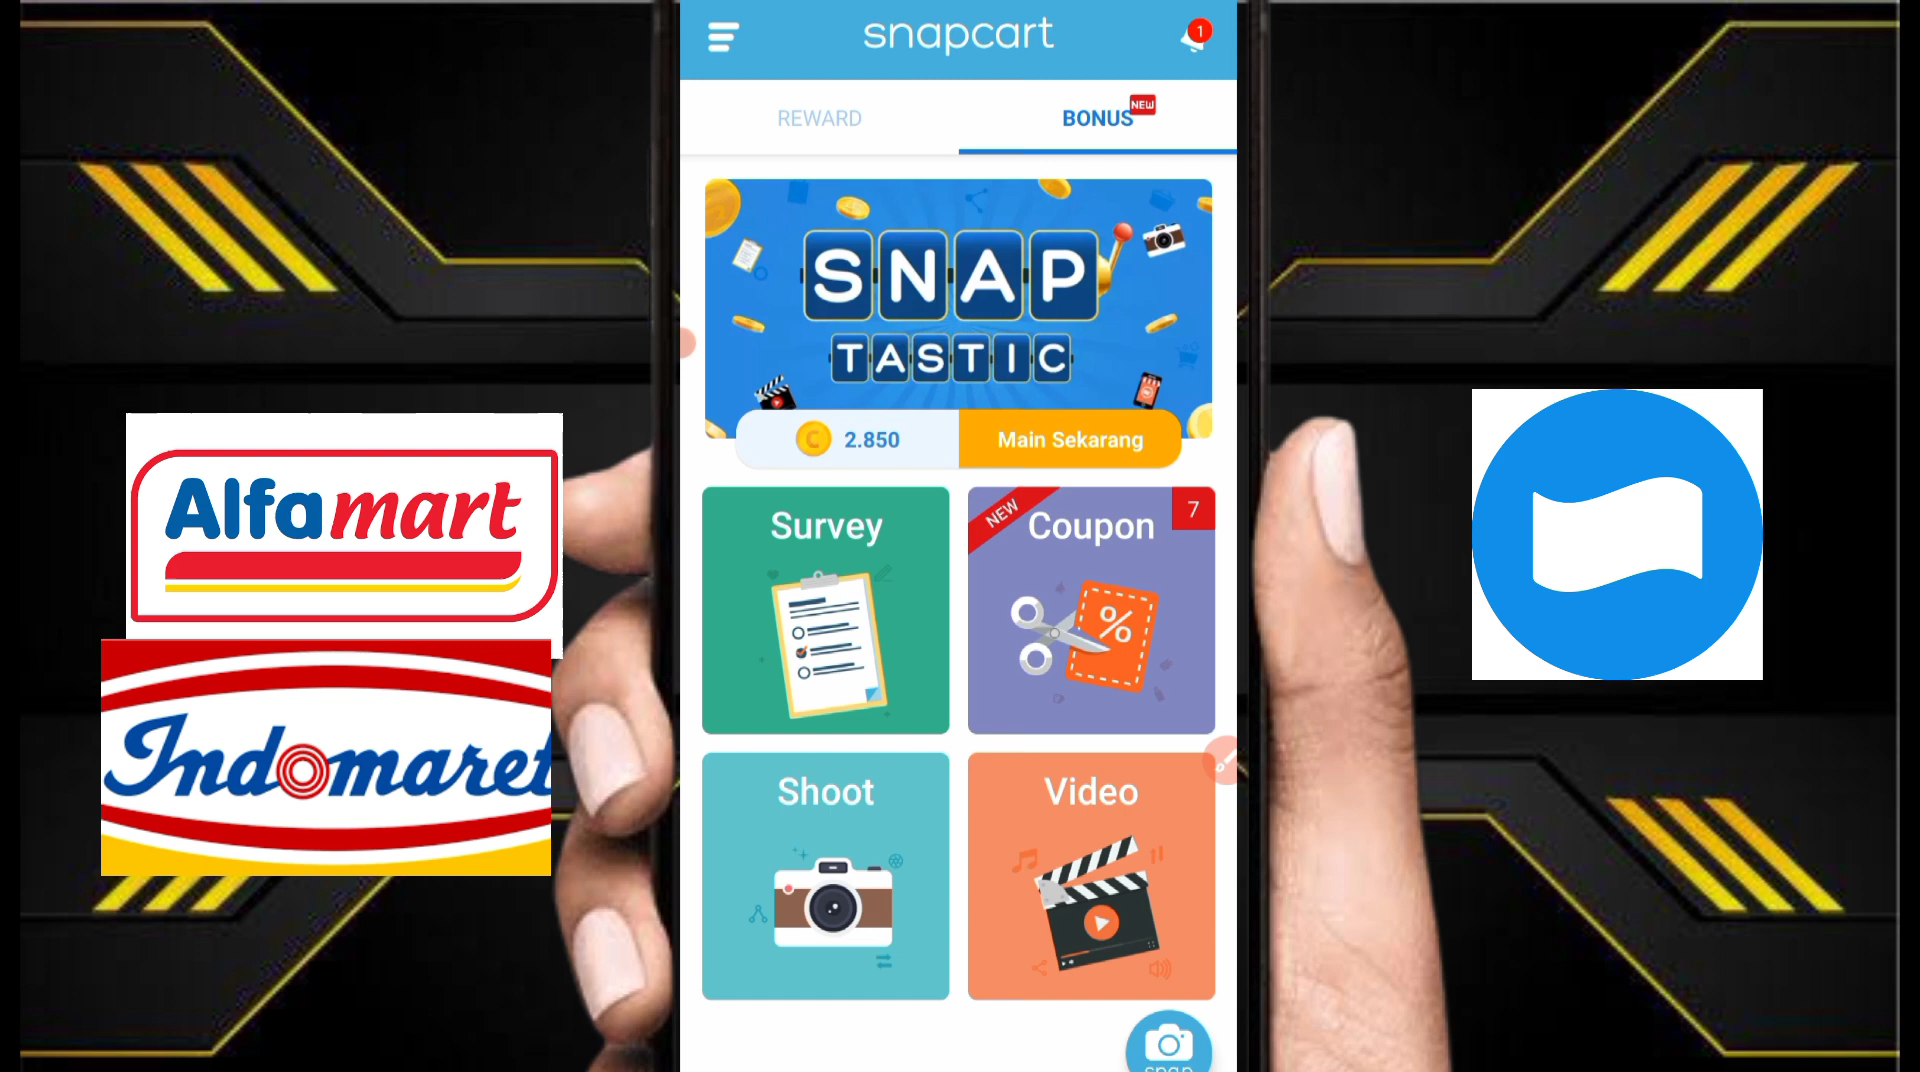 snapcart
1
REWARD
BONUS
NEW
SNAP
TASTIC
C 2.850
Main Sekarang
Survey
NEW
Coupon
7
%
Shoot
Video
snap
Alfamart
Indomaret